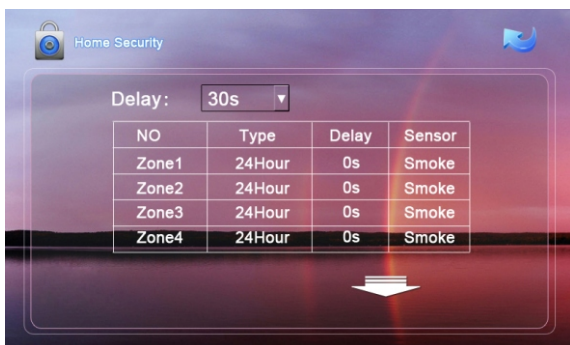 Home Security
Delay: 30s
NO Type Delay Sensor
Zone1 24Hour 0s Smoke
Zone2 24Hour 0s Smoke
Zone3 24Hour 0s Smoke
Zone4 24Hour 0s Smoke